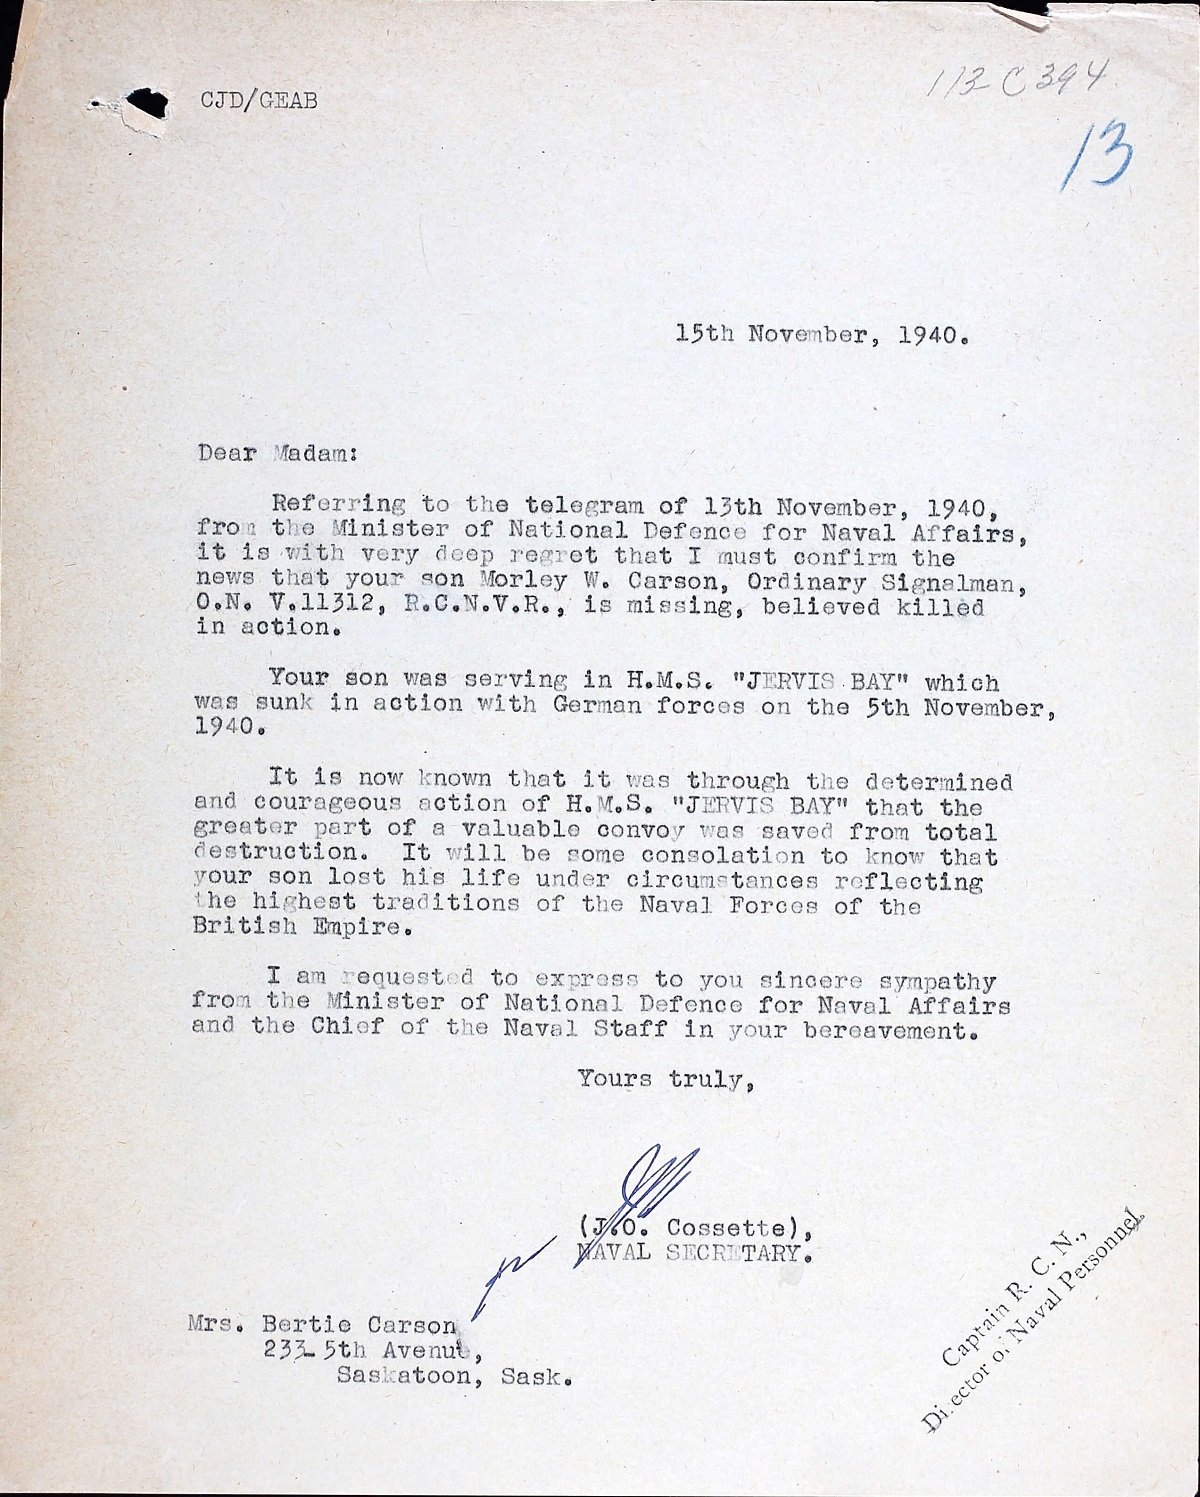 CJD/GEAB
113 C 394
13
15th November, 1940.
Dear Madam:
Referring to the telegram of 13th November, 1940,
from the Minister of National Defence for Naval Affairs,
it is with very deep regret that I must confirm the
news that your son Morley W. Carson, Ordinary Signalman,
O.N. V.11312, R.C.N.V.R., is missing, believed killed
in action.
Your son was serving in H.M.S. "JERVIS BAY" which
was sunk in action with German forces on the 5th November,
1940.
It is now known that it was through the determined
and courageous action of H.M.S. "JERVIS BAY" that the
greater part of a valuable convoy was saved from total
destruction. It will be some consolation to know that
your son lost his life under circumstances reflecting
the highest traditions of the Naval Forces of the
British Empire.
I am requested to express to you sincere sympathy
from the Minister of National Defence for Naval Affairs
and the Chief of the Naval Staff in your bereavement.
Yours truly,
(J.O. Cossette),
NAVAL SECRETARY.
Mrs. Bertie Carson
233 5th Avenue,
Saskatoon, Sask.
Captain R. C. N.,
Director of Naval Personnel